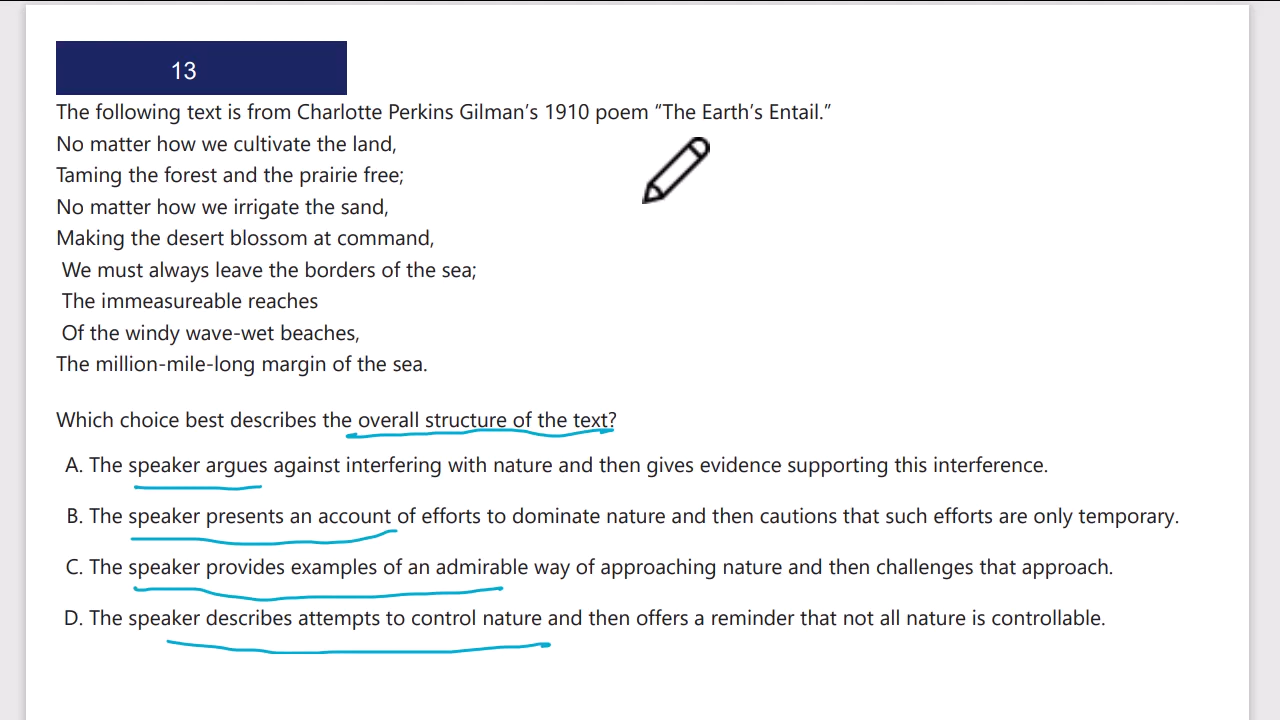 13
The following text is from Charlotte Perkins Gilman’s 1910 poem “The Earth’s Entail.”
No matter how we cultivate the land,
Taming the forest and the prairie free;
No matter how we irrigate the sand,
Making the desert blossom at command,
We must always leave the borders of the sea;
The immeasureable reaches
Of the windy wave-wet beaches,
The million-mile-long margin of the sea.
Which choice best describes the overall structure of the text?
A. The speaker argues against interfering with nature and then gives evidence supporting this interference.
B. The speaker presents an account of efforts to dominate nature and then cautions that such efforts are only temporary.
C. The speaker provides examples of an admirable way of approaching nature and then challenges that approach.
D. The speaker describes attempts to control nature and then offers a reminder that not all nature is controllable.